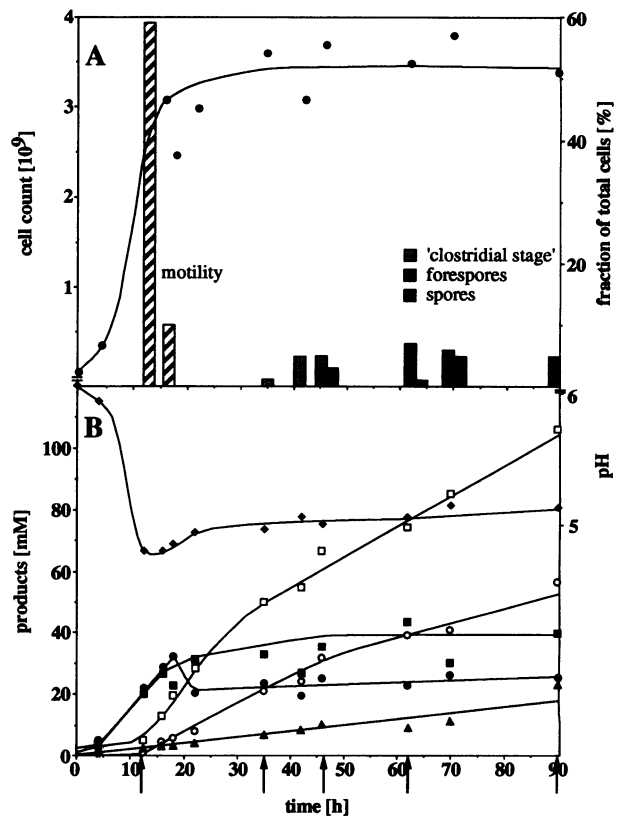 A
cell count [10⁹]
4
3
2
1
motility
'clostridial stage'
forespores
spores
60
40
20
fraction of total cells [%]
B
products [mM]
100
80
60
40
20
0
6
5
pH
0 10 20 30 40 50 60 70 80 90
time [h]